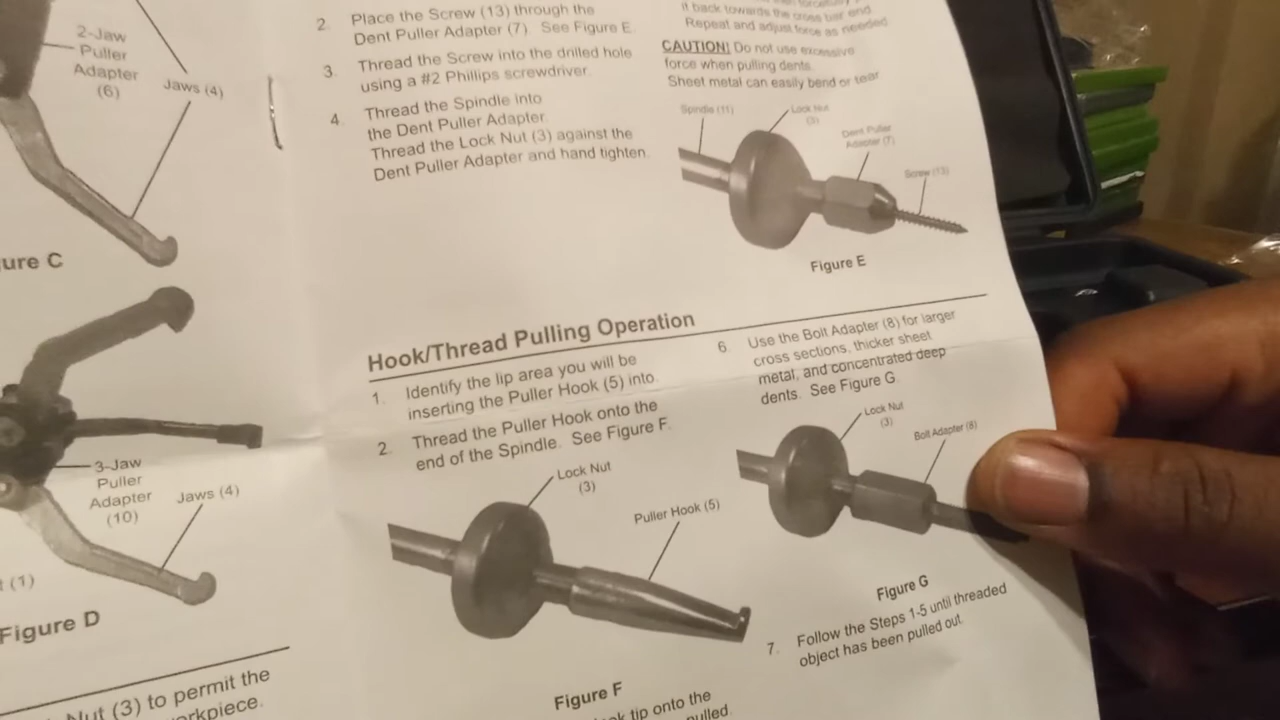 2-Jaw
Puller
Adapter
(6)
Jaws (4)
ure C
3-Jaw
Puller
Adapter
(10)
Jaws (4)
(1)
Figure D
Nut (3) to permit the
rkpiece.
2. Place the Screw (13) through the
Dent Puller Adapter (7). See Figure E.
3. Thread the Screw into the drilled hole
using a #2 Phillips screwdriver.
4. Thread the Spindle into
the Dent Puller Adapter.
Thread the Lock Nut (3) against the
Dent Puller Adapter and hand tighten.
it back towards the cross bar end.
Repeat and adjust force as needed.
CAUTION! Do not use excessive
force when pulling dents.
Sheet metal can easily bend or tear
Spindle (11)
Lock Nut
(3)
Dent Puller
Adapter (7)
Screw (13)
Figure E
Hook/Thread Pulling Operation
1. Identify the lip area you will be
inserting the Puller Hook (5) into.
2. Thread the Puller Hook onto the
end of the Spindle. See Figure F.
Lock Nut
(3)
Puller Hook (5)
Figure F
tip onto the
pulled.
6. Use the Bolt Adapter (8) for larger
cross sections, thicker sheet
metal, and concentrated deep
dents. See Figure G.
Lock Nut
(3)
Bolt Adapter (8)
Figure G
7. Follow the Steps 1-5 until threaded
object has been pulled out.